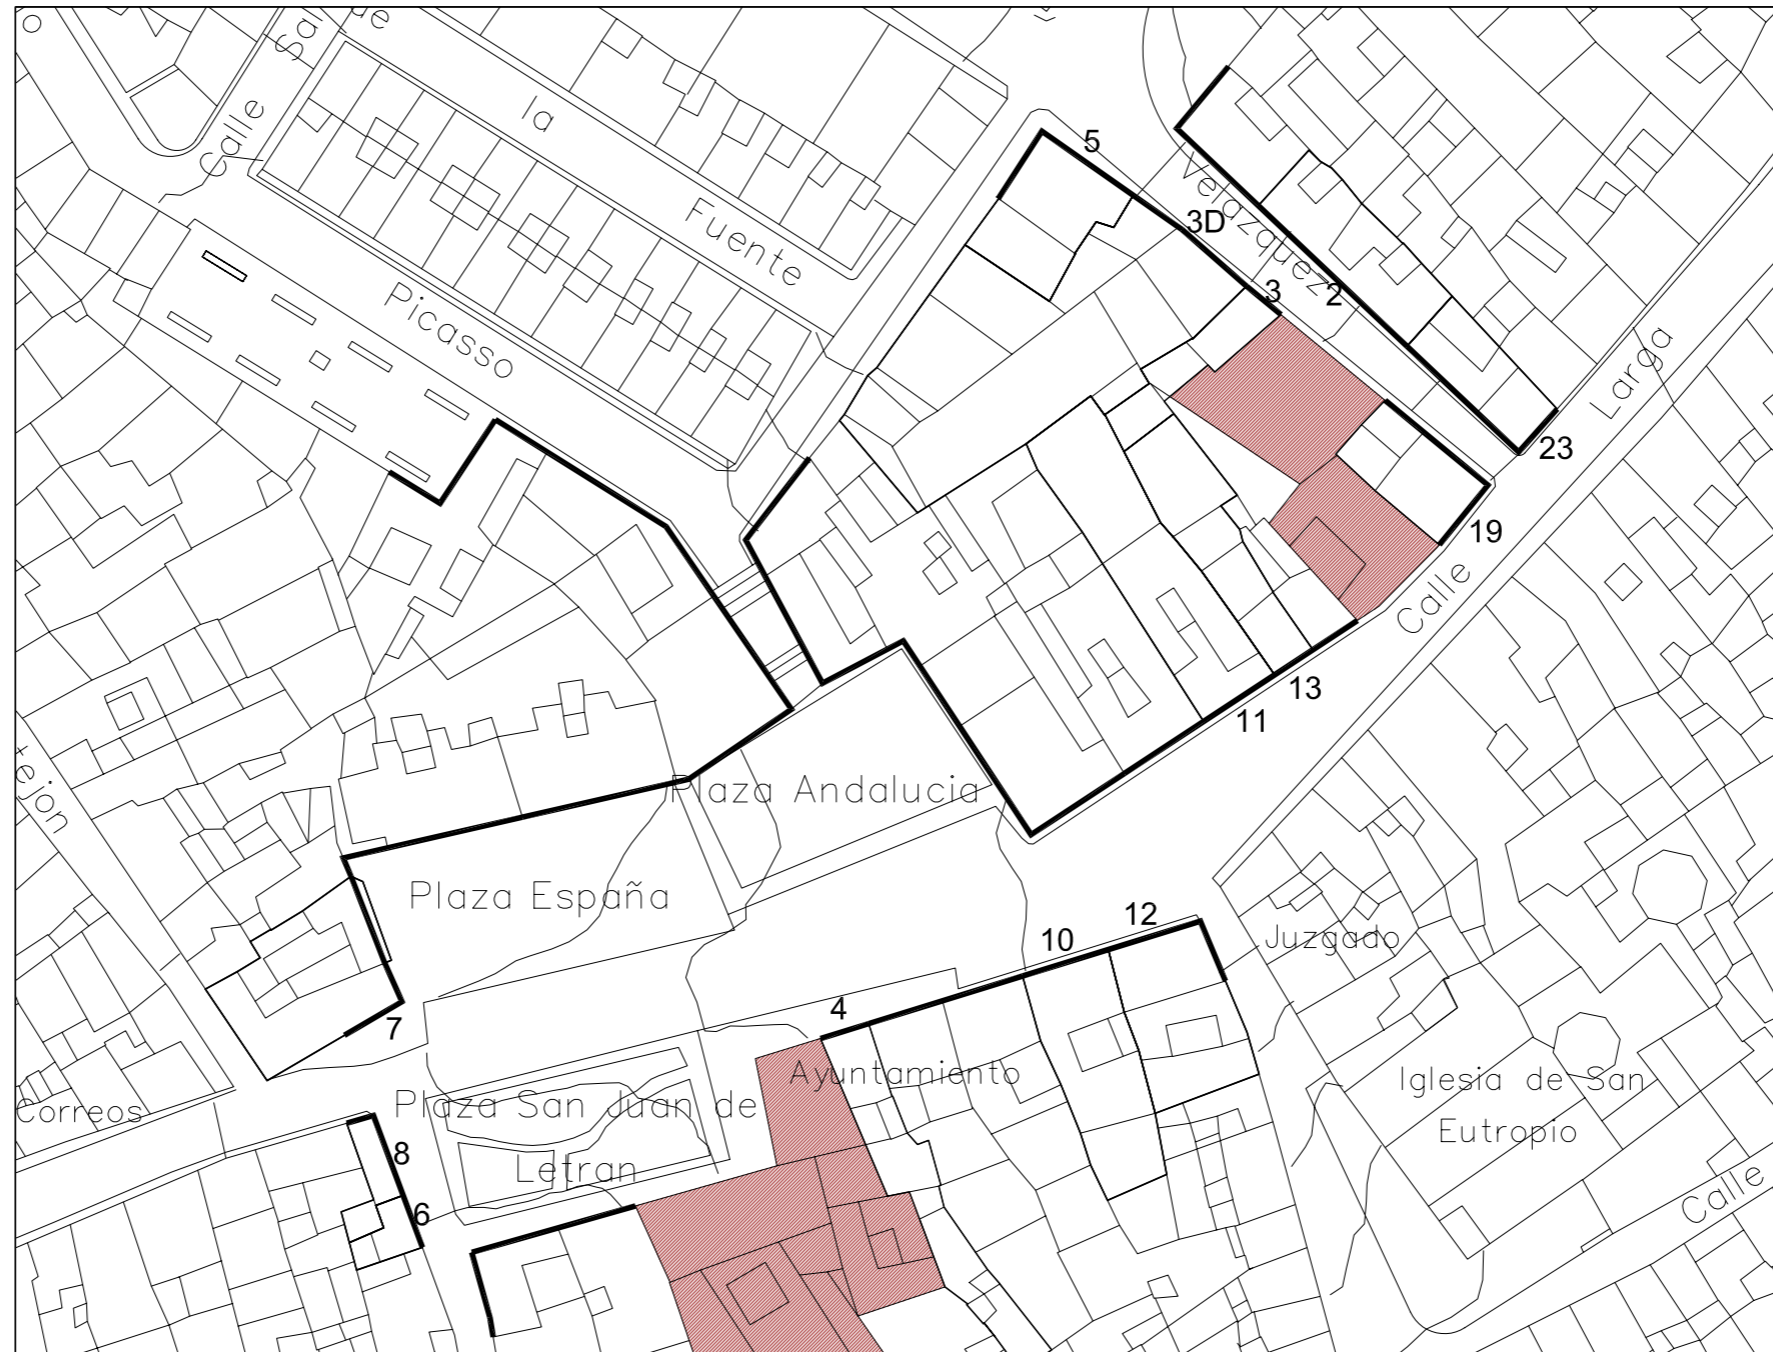 Calle
la
Fuente
Picasso
5
Velazquez
3D
3
2
Larga
23
19
Calle
13
11
Plaza Andalucia
Plaza España
12
10
Juzgado
4
7
Ayuntamiento
Iglesia de San
Eutropio
Correos
Plaza San Juan de
Letran
8
6
Calle